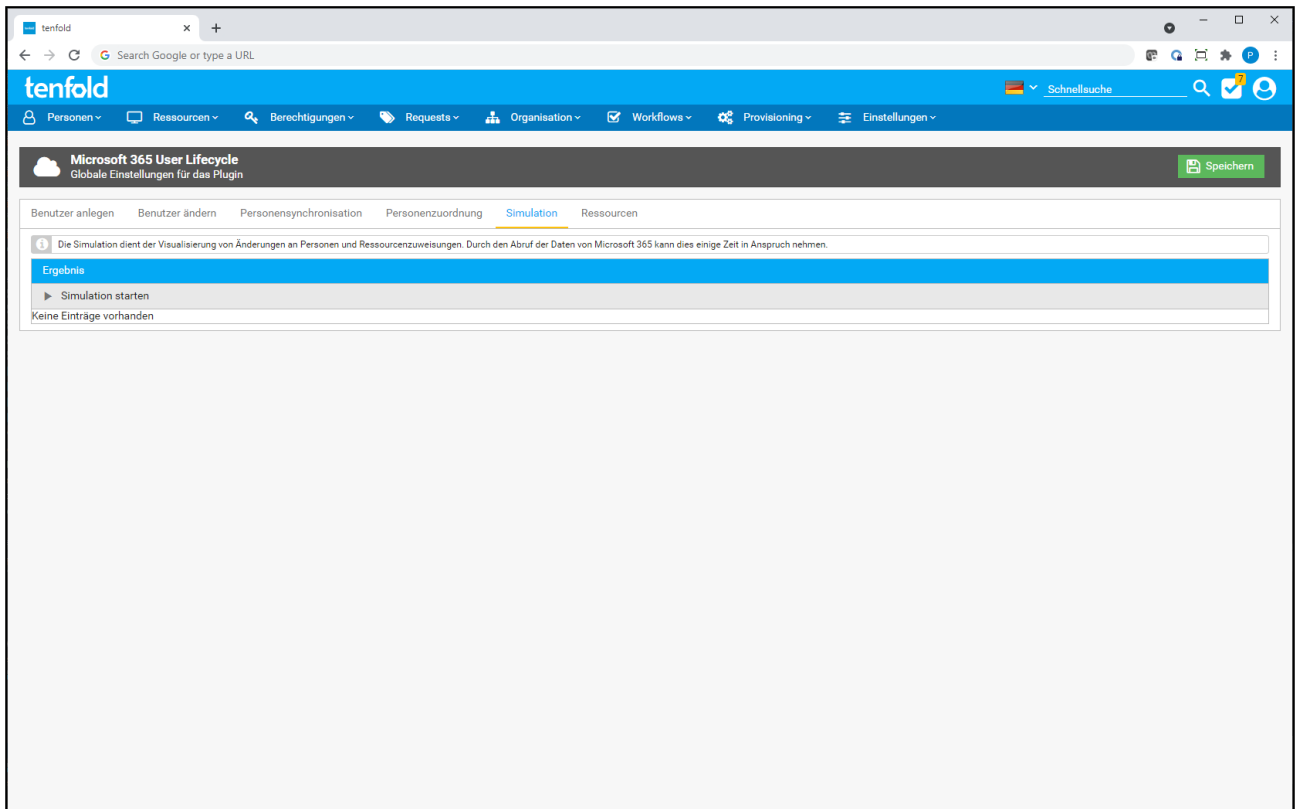 tenfold
Search Google or type a URL
P
tenfold
Schnellsuche
7
Personen
Ressourcen
Berechtigungen
Requests
Organisation
Workflows
Provisioning
Einstellungen
Microsoft 365 User Lifecycle
Globale Einstellungen für das Plugin
Speichern
Benutzer anlegen
Benutzer ändern
Personensynchronisation
Personenzuordnung
Simulation
Ressourcen
Die Simulation dient der Visualisierung von Änderungen an Personen und Ressourcenzuweisungen. Durch den Abruf der Daten von Microsoft 365 kann dies einige Zeit in Anspruch nehmen.
Ergebnis
Simulation starten
Keine Einträge vorhanden